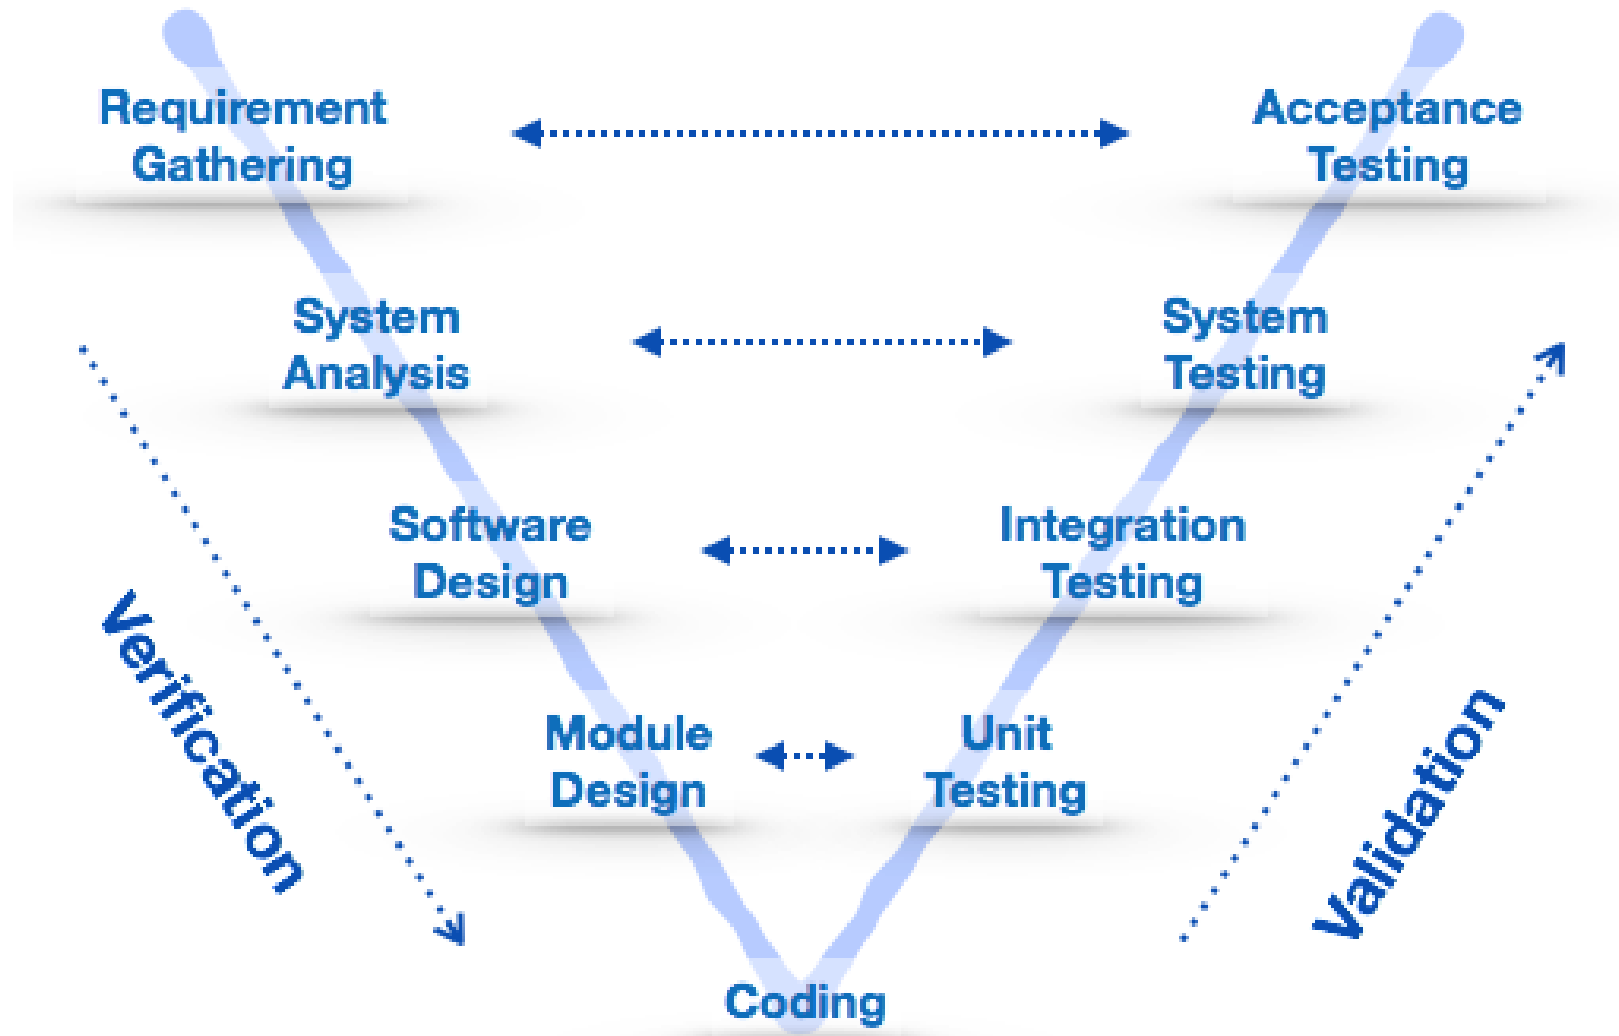 Requirement
Gathering
Acceptance
Testing
System
Analysis
System
Testing
Software
Design
Integration
Testing
Module
Design
Unit
Testing
Verification
Validation
Coding